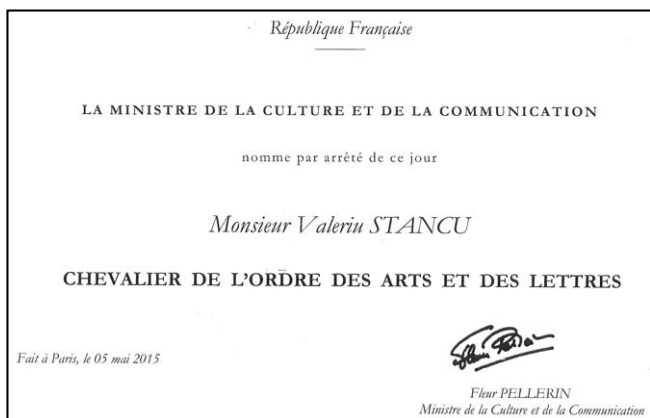 République Française
LA MINISTRE DE LA CULTURE ET DE LA COMMUNICATION
nomme par arrêté de ce jour
Monsieur Valeriu STANCU
CHEVALIER DE L'ORDRE DES ARTS ET DES LETTRES
Fait à Paris, le 05 mai 2015
Fleur PELLERIN
Ministre de la Culture et de la Communication